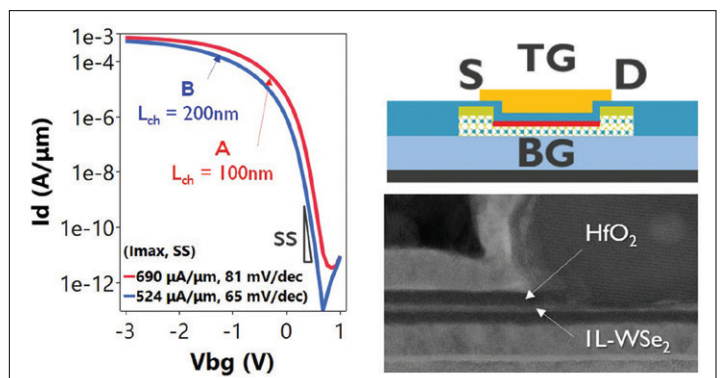 1e-3
1e-4
1e-6
1e-8
1e-10
1e-12
Id (A/μm)
B
L_ch = 200nm
A
L_ch = 100nm
SS
(Imax, SS)
690 μA/μm, 81 mV/dec
524 μA/μm, 65 mV/dec)
-3 -2 -1 0 1
Vbg (V)
S TG D
BG
HfO₂
IL-WSe₂